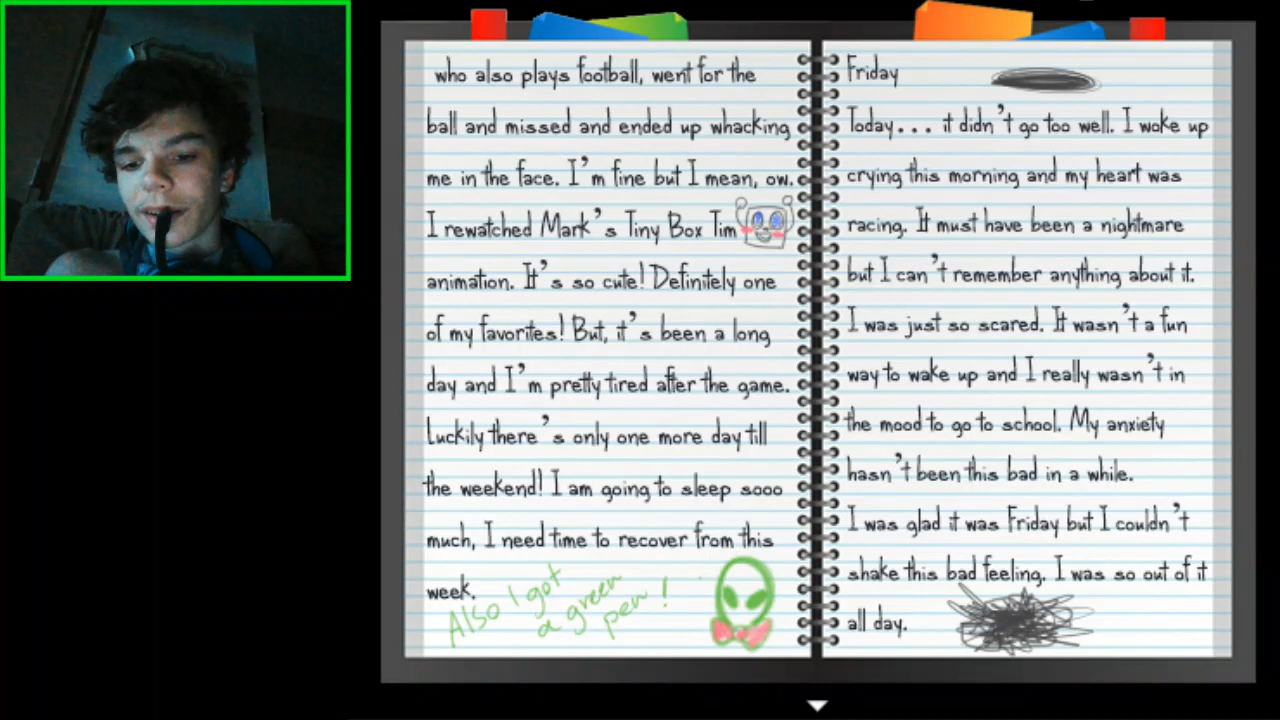 who also plays football, went for the
ball and missed and ended up whacking
me in the face. I'm fine but I mean, ow.
I rewatched Mark's Tiny Box Tim
animation. It's so cute! Definitely one
of my favorites! But, it's been a long
day and I'm pretty tired after the game.
Luckily there's only one more day till
the weekend! I am going to sleep sooo
much, I need time to recover from this
week.
Also I got
a green
pen!
Friday
Today... it didn't go too well. I woke up
crying this morning and my heart was
racing. It must have been a nightmare
but I can't remember anything about it.
I was just so scared. It wasn't a fun
way to wake up and I really wasn't in
the mood to go to school. My anxiety
hasn't been this bad in a while.
I was glad it was Friday but I couldn't
shake this bad feeling. I was so out of it
all day.